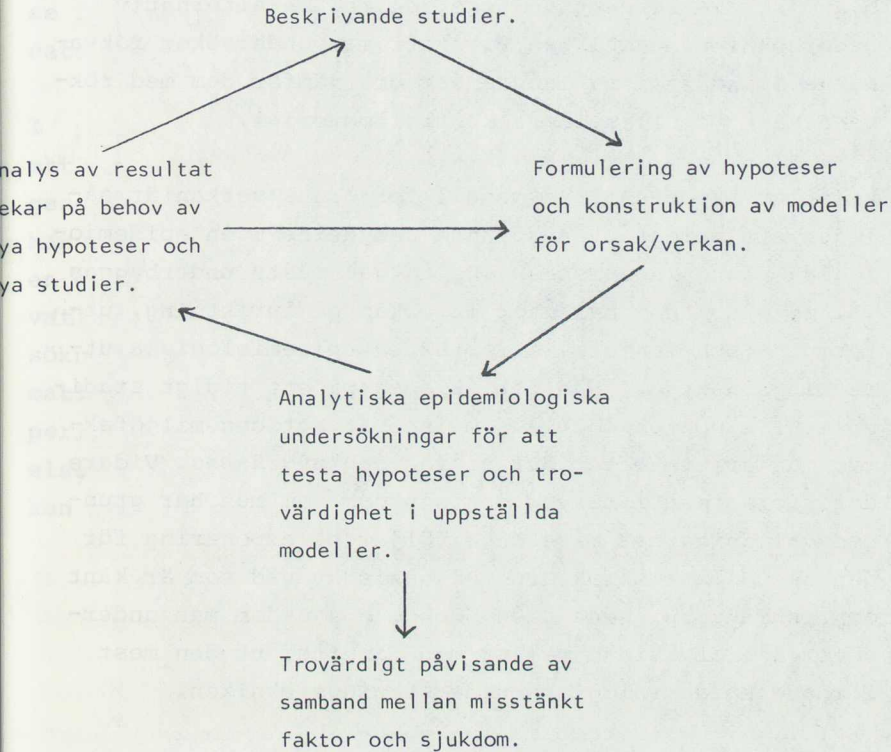 Beskrivande studier.
nalys av resultat
ekar på behov av
ya hypoteser och
ya studier.
Formulering av hypoteser
och konstruktion av modeller
för orsak/verkan.
Analytiska epidemiologiska
undersökningar för att
testa hypoteser och tro-
värdighet i uppställda
modeller.
Trovärdigt påvisande av
samband mellan misstänkt
faktor och sjukdom.